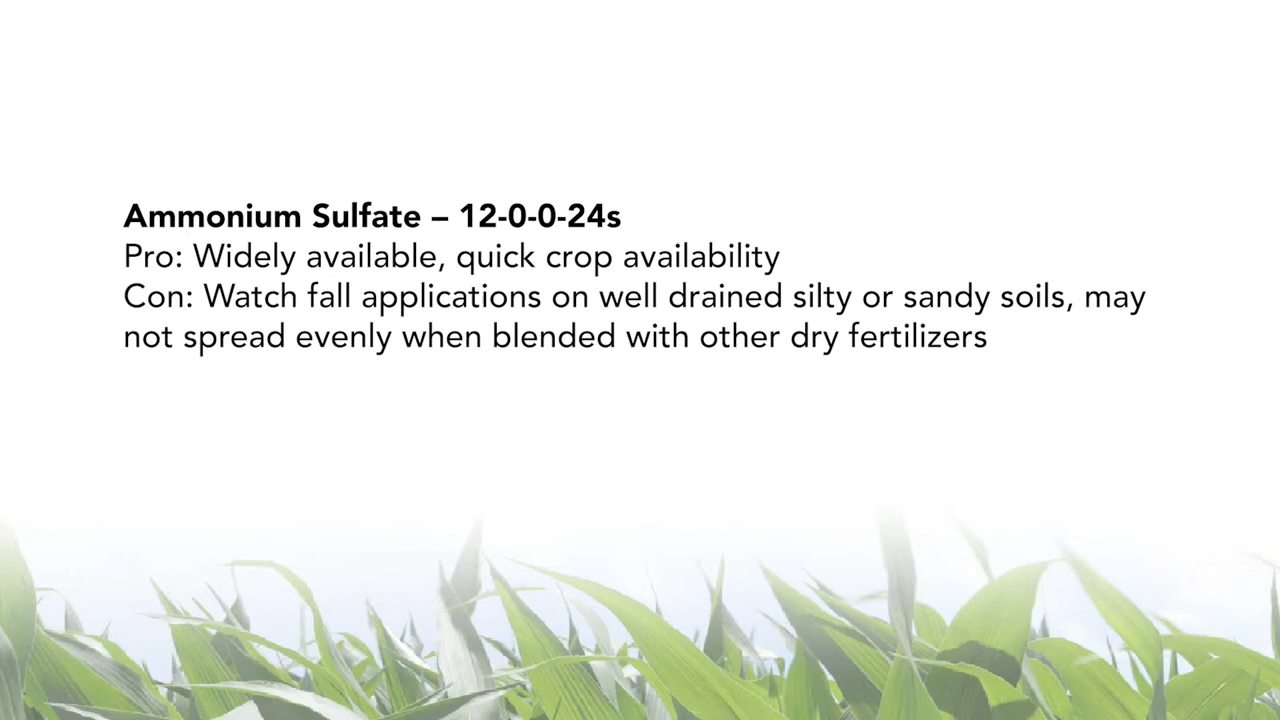 Ammonium Sulfate – 12-0-0-24s
Pro: Widely available, quick crop availability
Con: Watch fall applications on well drained silty or sandy soils, may
not spread evenly when blended with other dry fertilizers